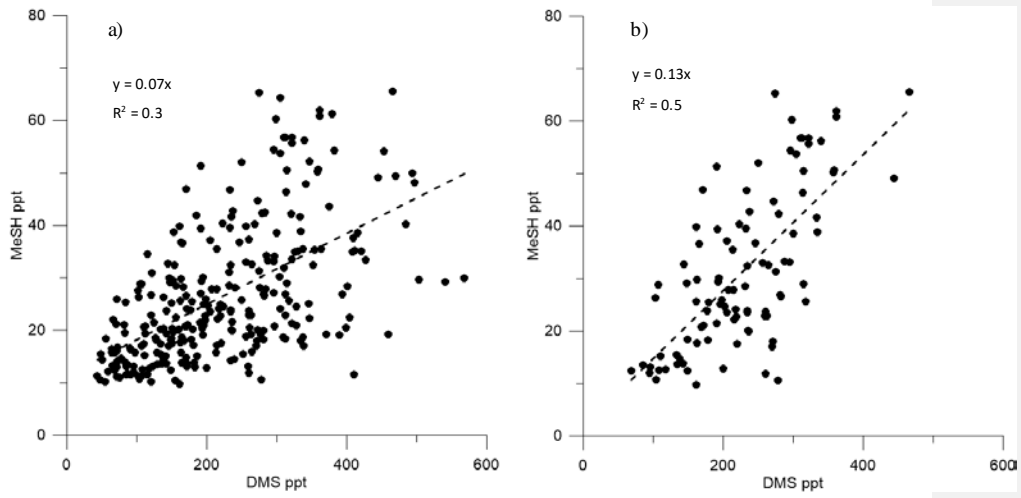 a)
y = 0.07x
R² = 0.3
80
60
40
20
0
MeSH ppt
0 200 400 600
DMS ppt
b)
y = 0.13x
R² = 0.5
80
60
40
20
0
MeSH ppt
0 200 400 600
DMS ppt